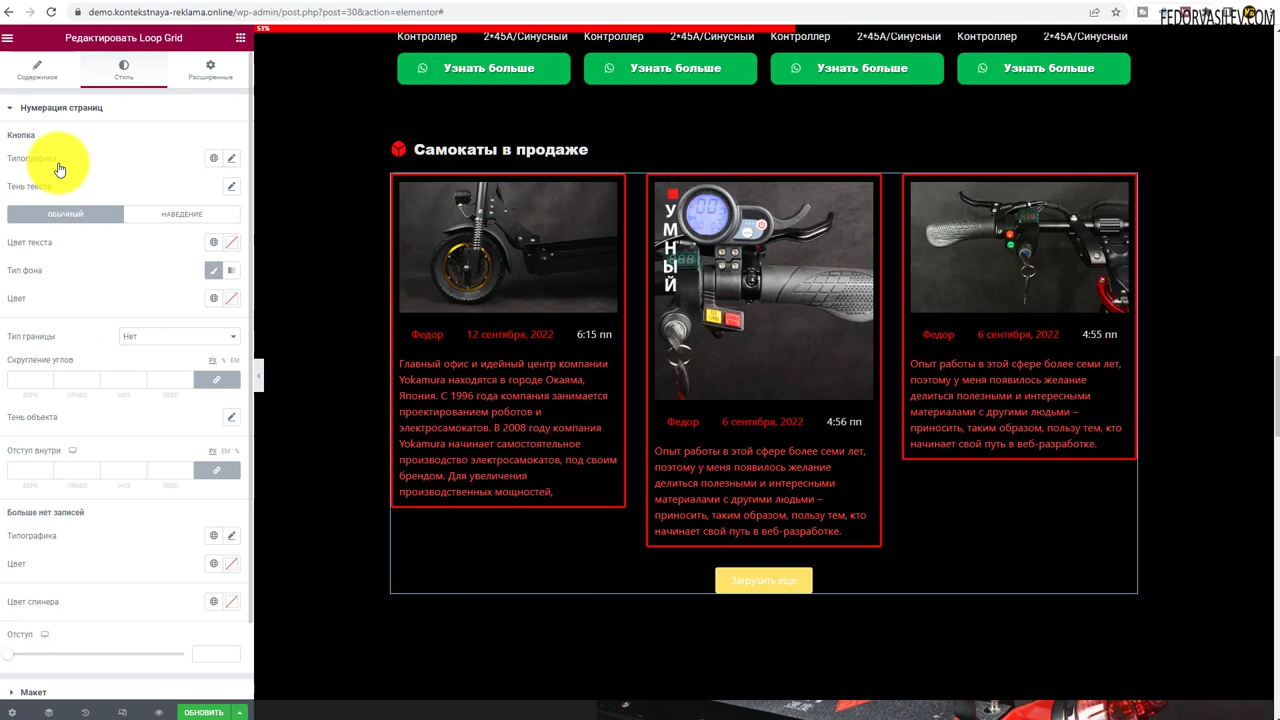 demo.kontekstnaya-reklama.online/wp-admin/post.php?post=30&action=elementor#
FEDORVASILEV.COM
Редактировать Loop Grid
53%
Содержимое
Стиль
Расширенные
Нумерация страниц
Кнопка
Типографика
Тень текста
ОБЫЧНЫЙ
НАВЕДЕНИЕ
Цвет текста
Тип фона
Цвет
Тип границы
Нет
Скругление углов
PX % EM
ВЕРХ ПРАВО НИЗ ЛЕВО
Тень объекта
Отступ внутри
PX EM %
ВЕРХ ПРАВО НИЗ ЛЕВО
Больше нет записей
Типографика
Цвет
Цвет спинера
Отступ
Макет
ОБНОВИТЬ
Контроллер 2*45А/Синусный Контроллер 2*45А/Синусный Контроллер 2*45А/Синусный Контроллер 2*45А/Синусный
Узнать больше Узнать больше Узнать больше Узнать больше
Самокаты в продаже
Федор 12 сентября, 2022 6:15 пп
Главный офис и идейный центр компании
Yokamura находятся в городе Окаяма,
Япония. С 1996 года компания занимается
проектированием роботов и
электросамокатов. В 2008 году компания
Yokamura начинает самостоятельное
производство электросамокатов, под своим
брендом. Для увеличения
производственных мощностей,
УМНЫЙ
Федор 6 сентября, 2022 4:56 пп
Опыт работы в этой сфере более семи лет,
поэтому у меня появилось желание
делиться полезными и интересными
материалами с другими людьми –
приносить, таким образом, пользу тем, кто
начинает свой путь в веб-разработке.
Федор 6 сентября, 2022 4:55 пп
Опыт работы в этой сфере более семи лет,
поэтому у меня появилось желание
делиться полезными и интересными
материалами с другими людьми –
приносить, таким образом, пользу тем, кто
начинает свой путь в веб-разработке.
Загрузить еще